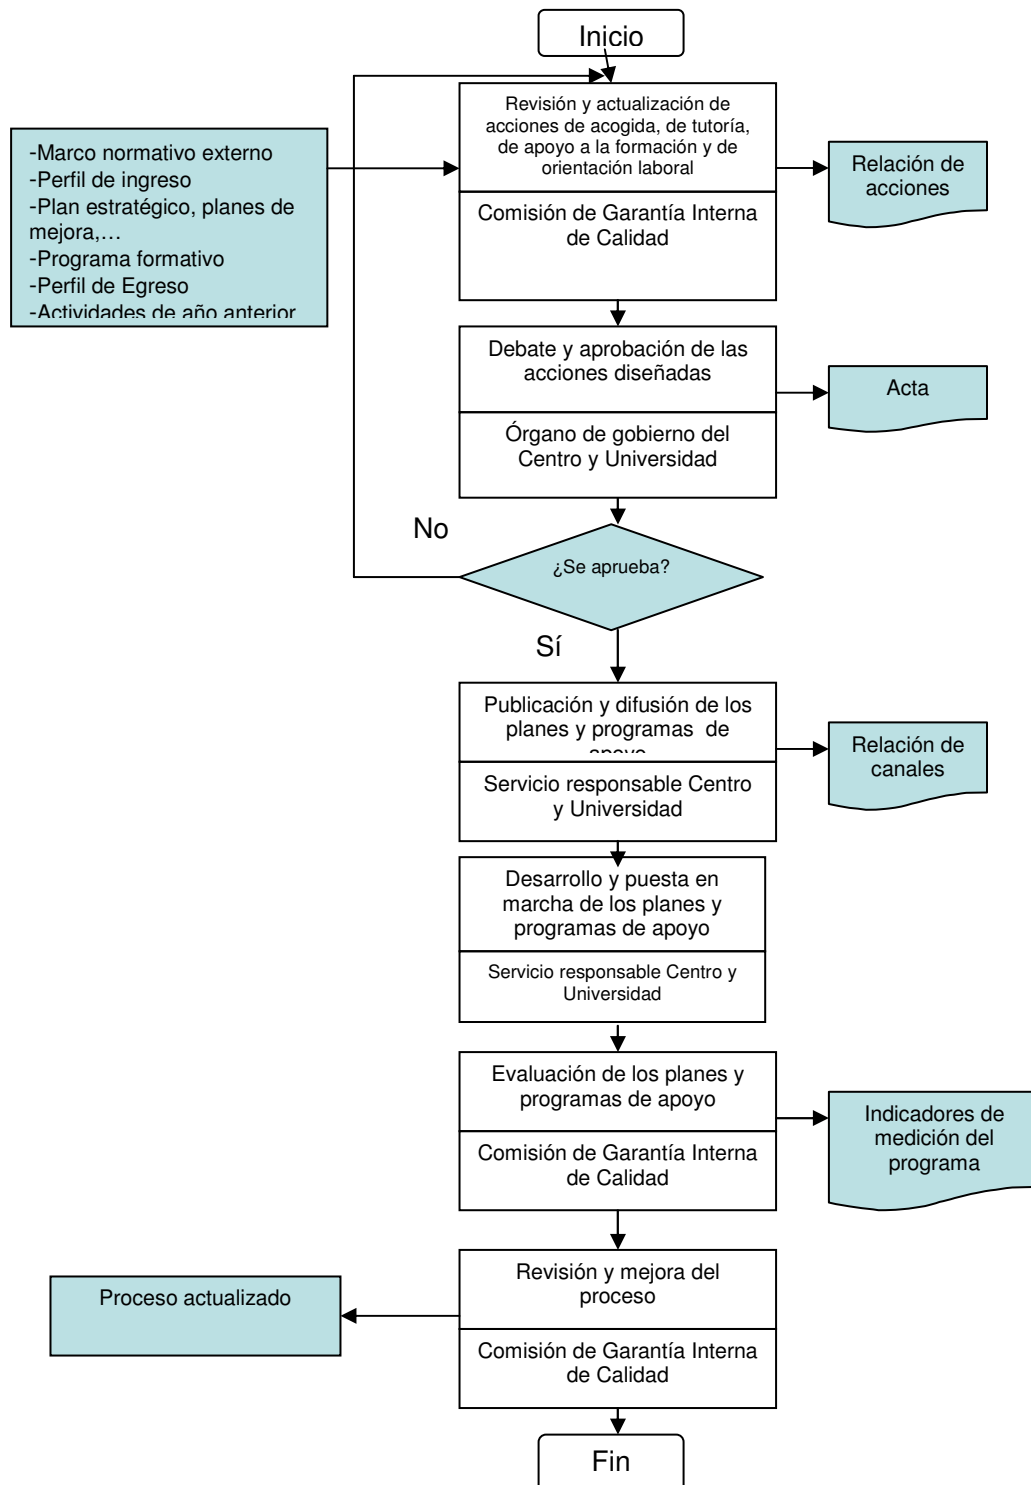 Inicio
Revisión y actualización de
acciones de acogida, de tutoría,
de apoyo a la formación y de
orientación laboral
Comisión de Garantía Interna
de Calidad
-Marco normativo externo
-Perfil de ingreso
-Plan estratégico, planes de
mejora,...
-Programa formativo
-Perfil de Egreso
-Actividades de año anterior
Relación de
acciones
Debate y aprobación de las
acciones diseñadas
Órgano de gobierno del
Centro y Universidad
Acta
No
¿Se aprueba?
Sí
Publicación y difusión de los
planes y programas de
apoyo
Servicio responsable Centro
y Universidad
Relación de
canales
Desarrollo y puesta en
marcha de los planes y
programas de apoyo
Servicio responsable Centro y
Universidad
Evaluación de los planes y
programas de apoyo
Comisión de Garantía Interna
de Calidad
Indicadores de
medición del
programa
Revisión y mejora del
proceso
Comisión de Garantía Interna
de Calidad
Proceso actualizado
Fin